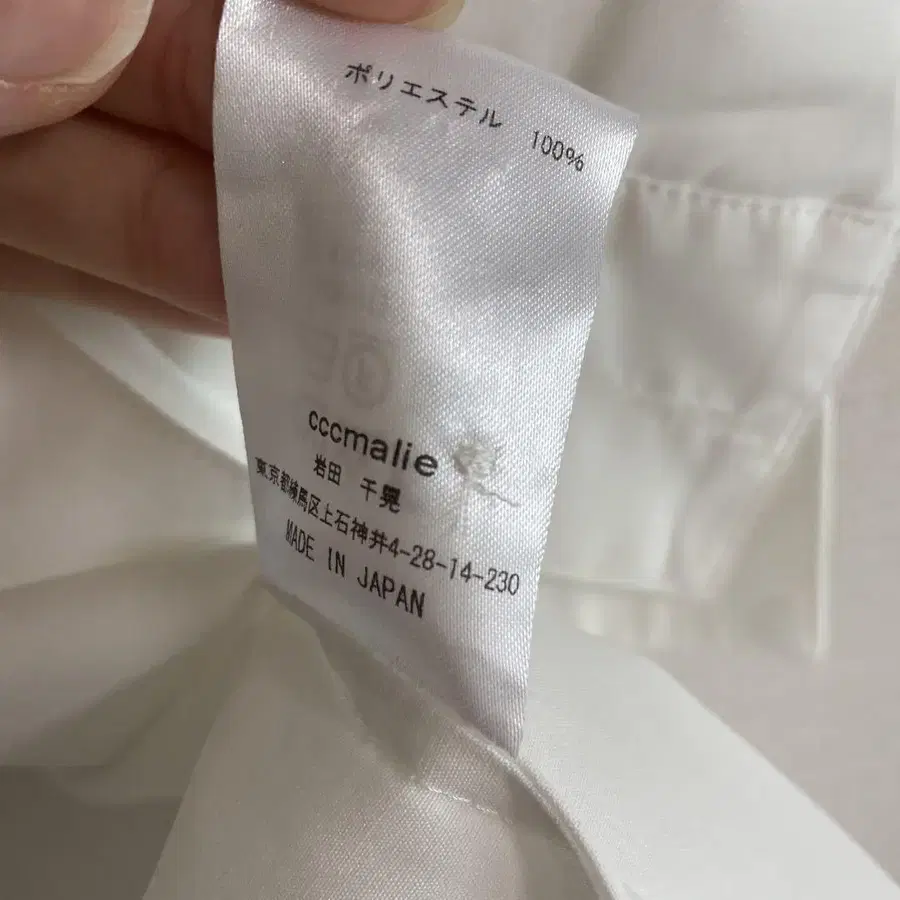 ポリエステル 100%
cccmalie
岩田 千晃
東京都練馬区上石神井4-28-14-230
MADE IN JAPAN